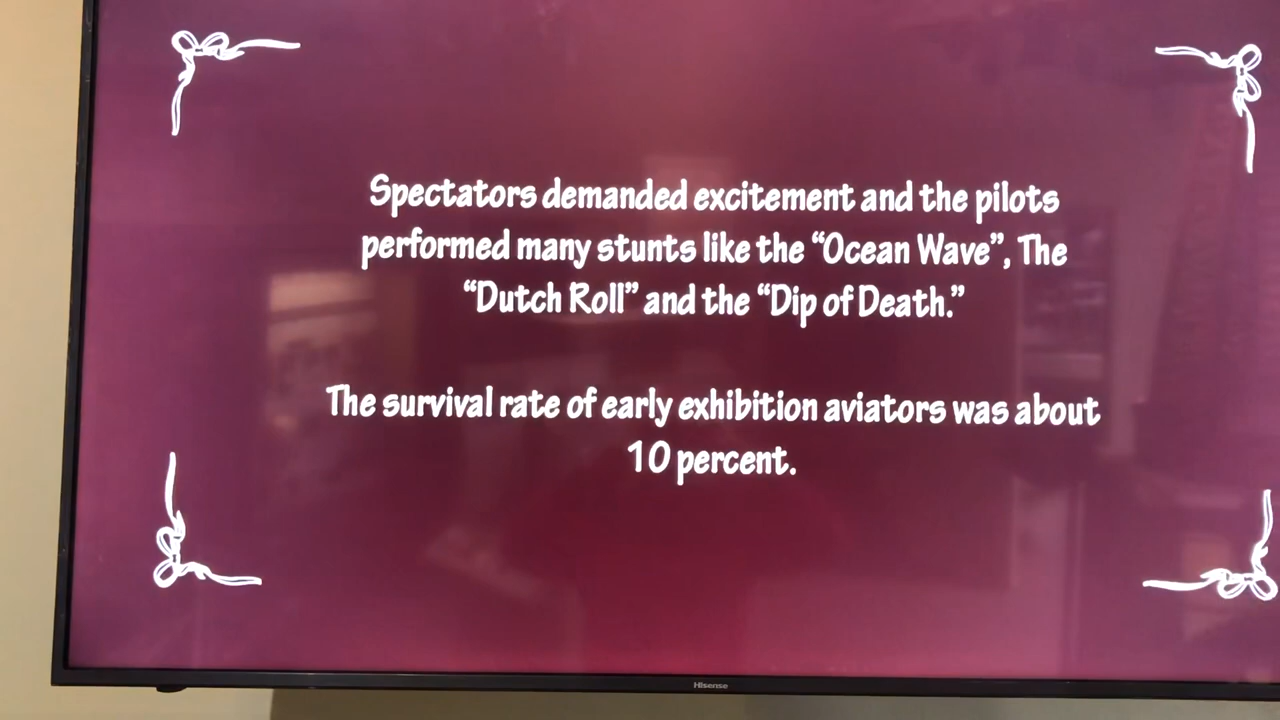 Spectators demanded excitement and the pilots
performed many stunts like the “Ocean Wave”, The
“Dutch Roll” and the “Dip of Death.”
The survival rate of early exhibition aviators was about
10 percent.
Hisense